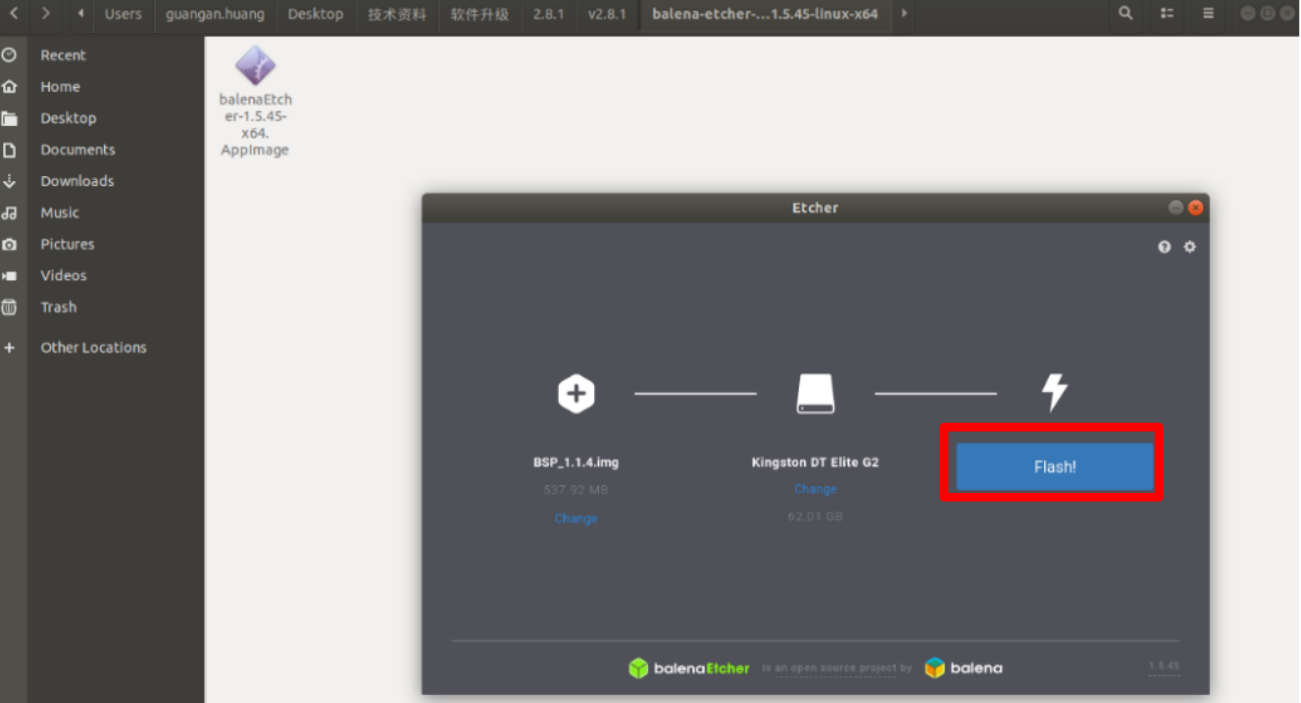 Users guangan.huang Desktop 技术资料 软件升级 2.8.1 v2.8.1 balena-etcher-...1.5.45-linux-x64
Recent
Home
Desktop
Documents
Downloads
Music
Pictures
Videos
Trash
Other Locations
balenaEtch
er-1.5.45-
x64.
AppImage
Etcher
BSP_1.1.4.img
537.92 MB
Change
Kingston DT Elite G2
Change
62.01 GB
Flash!
balenaEtcher is an open source project by balena
1.5.45